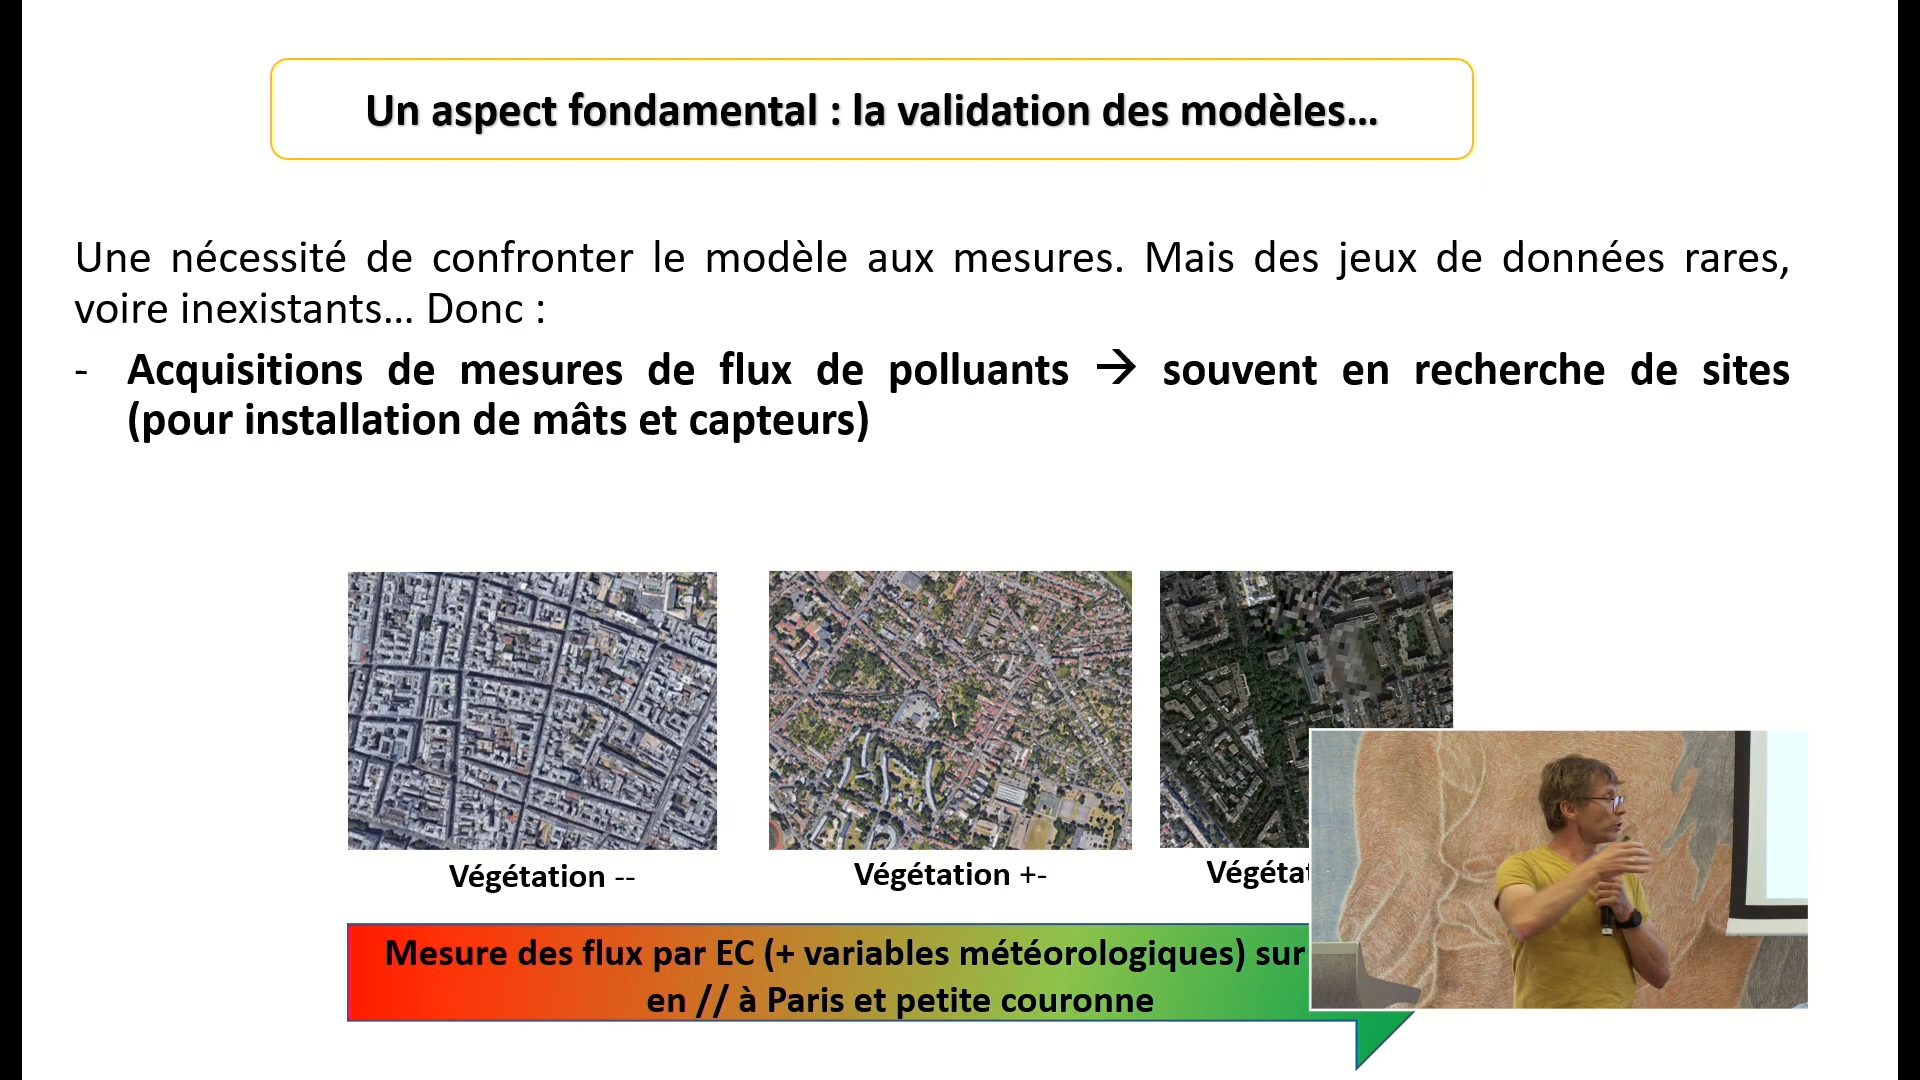 Un aspect fondamental : la validation des modèles...
Une nécessité de confronter le modèle aux mesures. Mais des jeux de données rares,
voire inexistants... Donc :
- Acquisitions de mesures de flux de polluants → souvent en recherche de sites
(pour installation de mâts et capteurs)
Végétation --
Végétation +-
Mesure des flux par EC (+ variables météorologiques) sur
en // à Paris et petite couronne